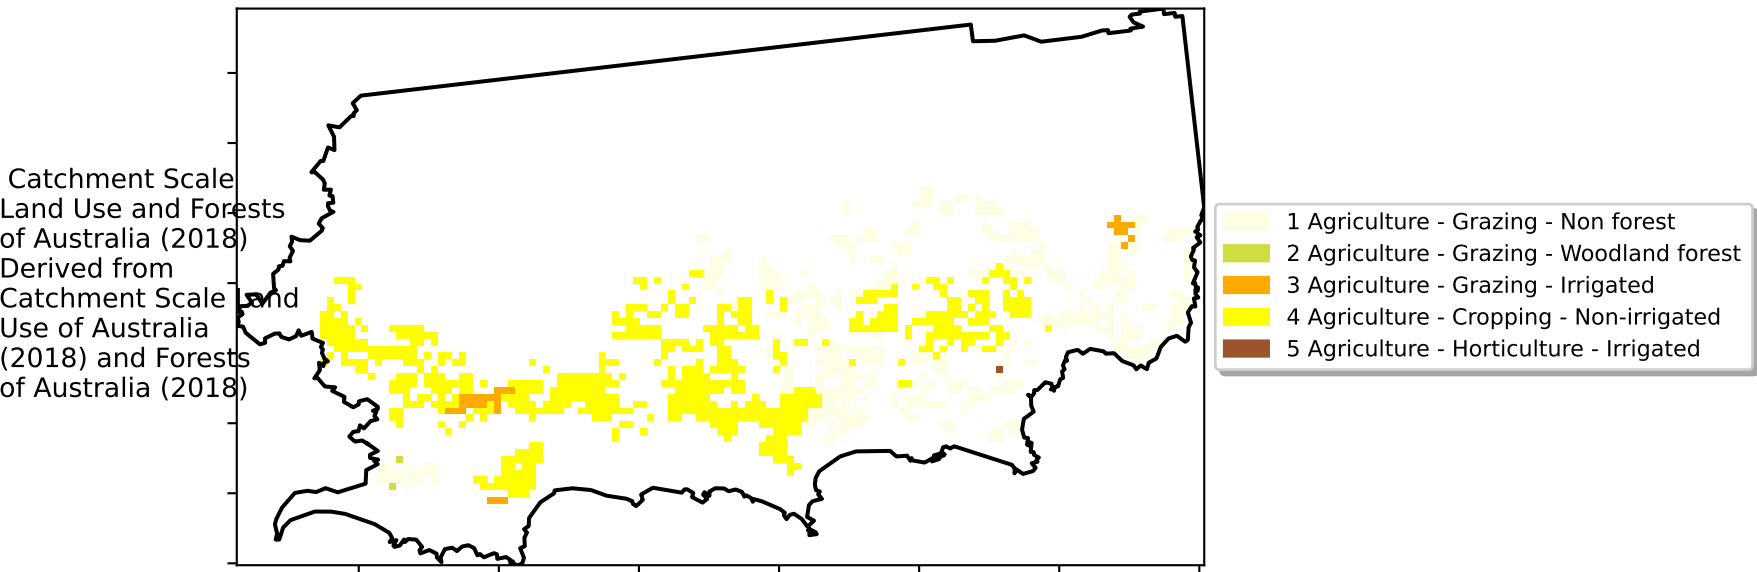 Catchment Scale
Land Use and Forests
of Australia (2018)
Derived from
Catchment Scale Land
Use of Australia
(2018) and Forests
of Australia (2018)
1 Agriculture - Grazing - Non forest
2 Agriculture - Grazing - Woodland forest
3 Agriculture - Grazing - Irrigated
4 Agriculture - Cropping - Non-irrigated
5 Agriculture - Horticulture - Irrigated